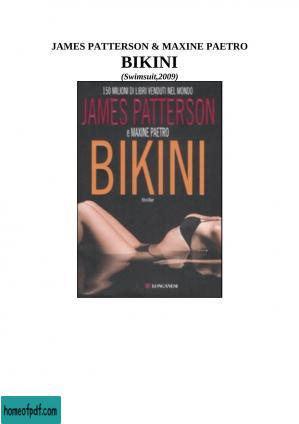 JAMES PATTERSON & MAXINE PAETRO
BIKINI
(Swimsuit,2009)
150 MILIONI DI LIBRI VENDUTI NEL MONDO
JAMES PATTERSON
e MAXINE PAETRO
BIKINI
thriller
LONGANESI
homeofpdf.com